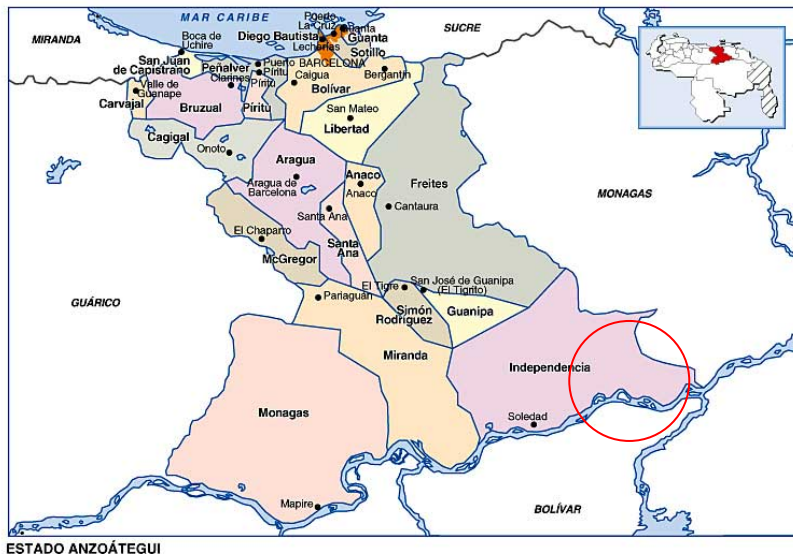 MAR CARIBE
SUCRE
MIRANDA
Boca de
Uchire
Puerto
La Cruz
Guanta
Diego Bautista
Guanta
Lecherías
Sotillo
BARCELONA
San Juan
de Capistrano
Peñalver
Clarines
Puerto
Píritu
Píritu
Caigua
Bergantín
Valle de
Guanape
Carvajal
Bruzual
Píritu
Bolívar
San Mateo
Libertad
Cagigal
Onoto
Aragua
Aragua de
Barcelona
Anaco
Anaco
Freites
Cantaura
MONAGAS
Santa Ana
Santa
Ana
El Chaparro
McGregor
GUÁRICO
El Tigre
San José de Guanipa
(El Tigrito)
Pariaguán
Simón
Rodríguez
Guanipa
Miranda
Independencia
Monagas
Soledad
Mapire
BOLÍVAR
ESTADO ANZOÁTEGUI